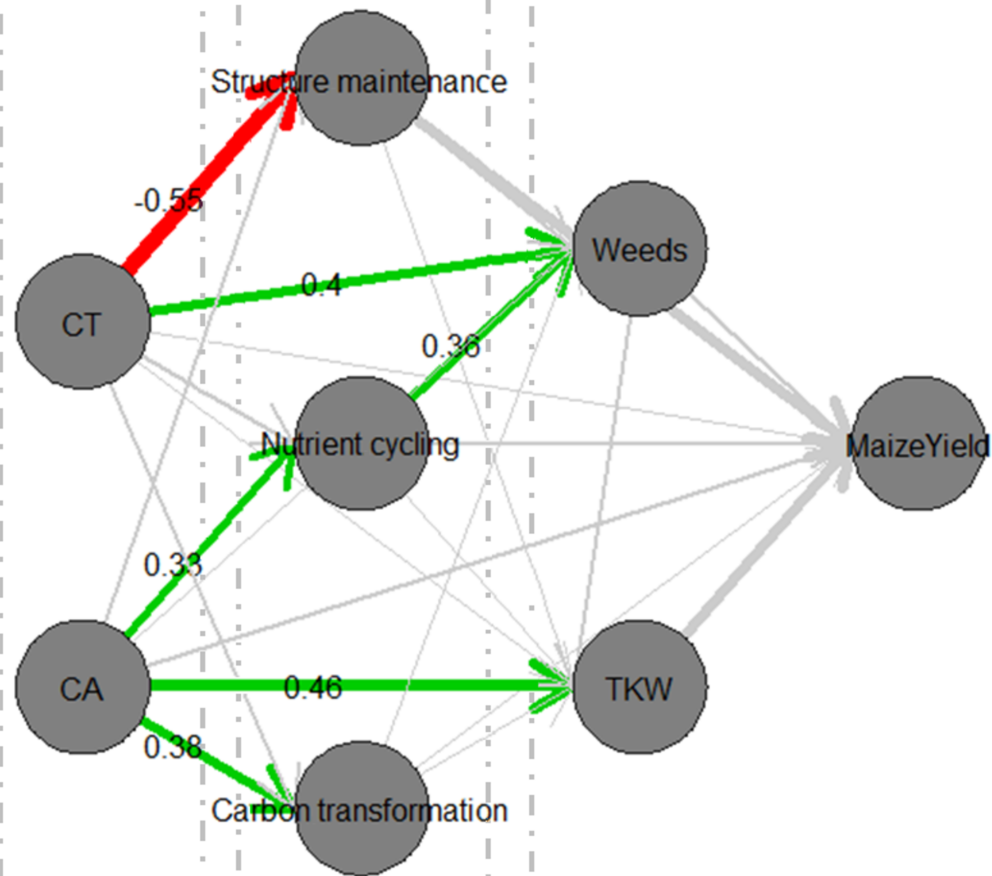 Structure maintenance
-0.55
Weeds
0.4
CT
0.36
Nutrient cycling
MaizeYield
0.33
CA
0.46
TKW
0.38
Carbon transformation